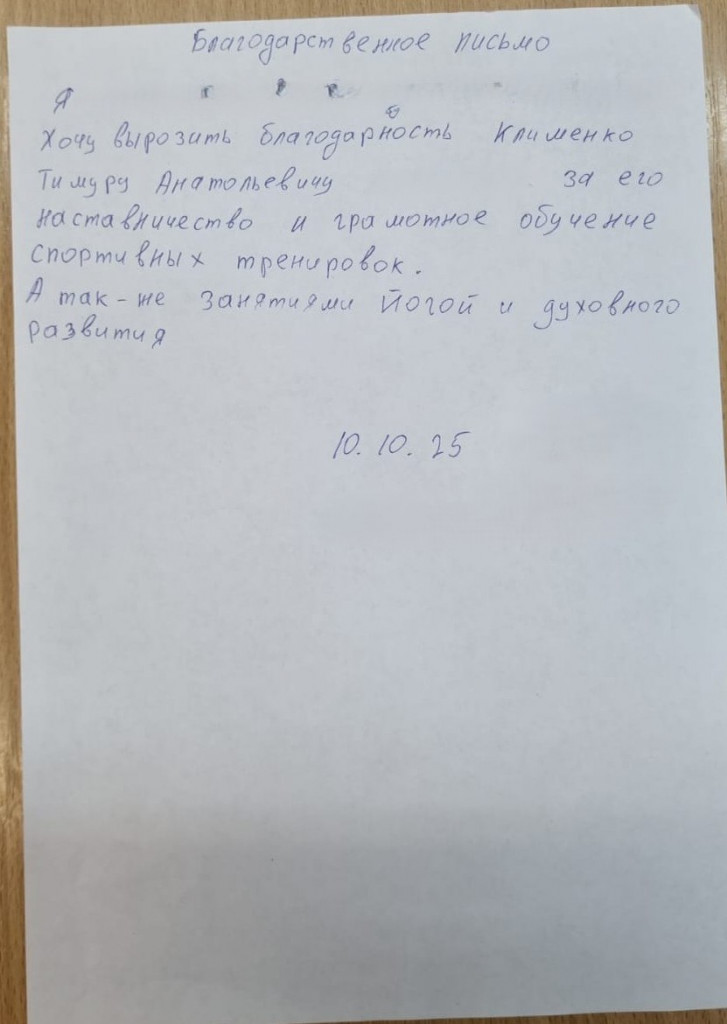 Благодарственное письмо
Я
Хочу вырозить благодарность Клименко
Тимуру Анатольевичу за его
наставничество и грамотное обучение
спортивных тренировок.
А так-же занятиями йогой и духовного
развития
10.10.25